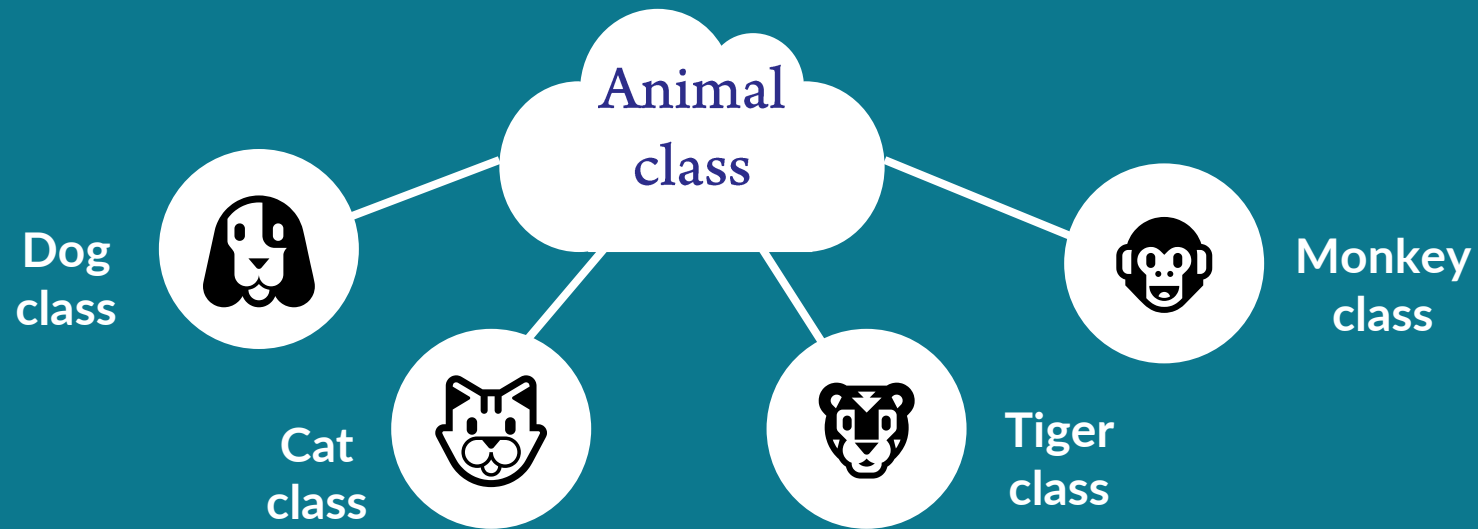 Animal
class
Dog
class
Monkey
class
Cat
class
Tiger
class